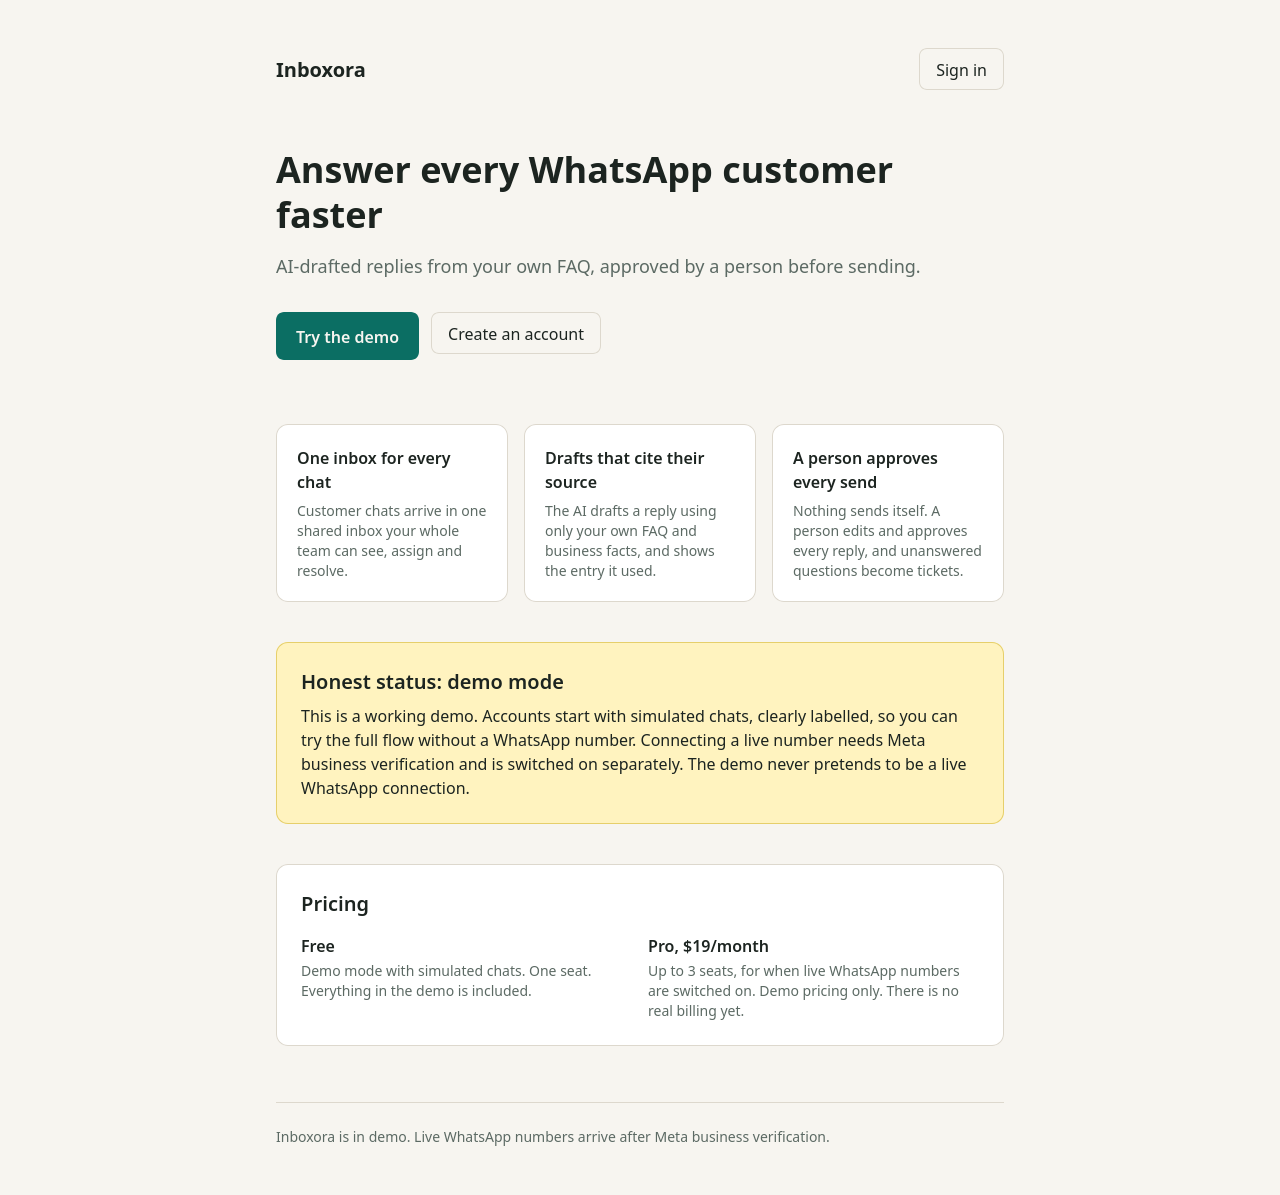 Inboxora
Sign in
Answer every WhatsApp customer
faster
AI-drafted replies from your own FAQ, approved by a person before sending.
Try the demo
Create an account
One inbox for every
chat
Customer chats arrive in one
shared inbox your whole
team can see, assign and
resolve.
Drafts that cite their
source
The AI drafts a reply using
only your own FAQ and
business facts, and shows
the entry it used.
A person approves
every send
Nothing sends itself. A
person edits and approves
every reply, and unanswered
questions become tickets.
Honest status: demo mode
This is a working demo. Accounts start with simulated chats, clearly labelled, so you can
try the full flow without a WhatsApp number. Connecting a live number needs Meta
business verification and is switched on separately. The demo never pretends to be a live
WhatsApp connection.
Pricing
Free
Demo mode with simulated chats. One seat.
Everything in the demo is included.
Pro, $19/month
Up to 3 seats, for when live WhatsApp numbers
are switched on. Demo pricing only. There is no
real billing yet.
Inboxora is in demo. Live WhatsApp numbers arrive after Meta business verification.